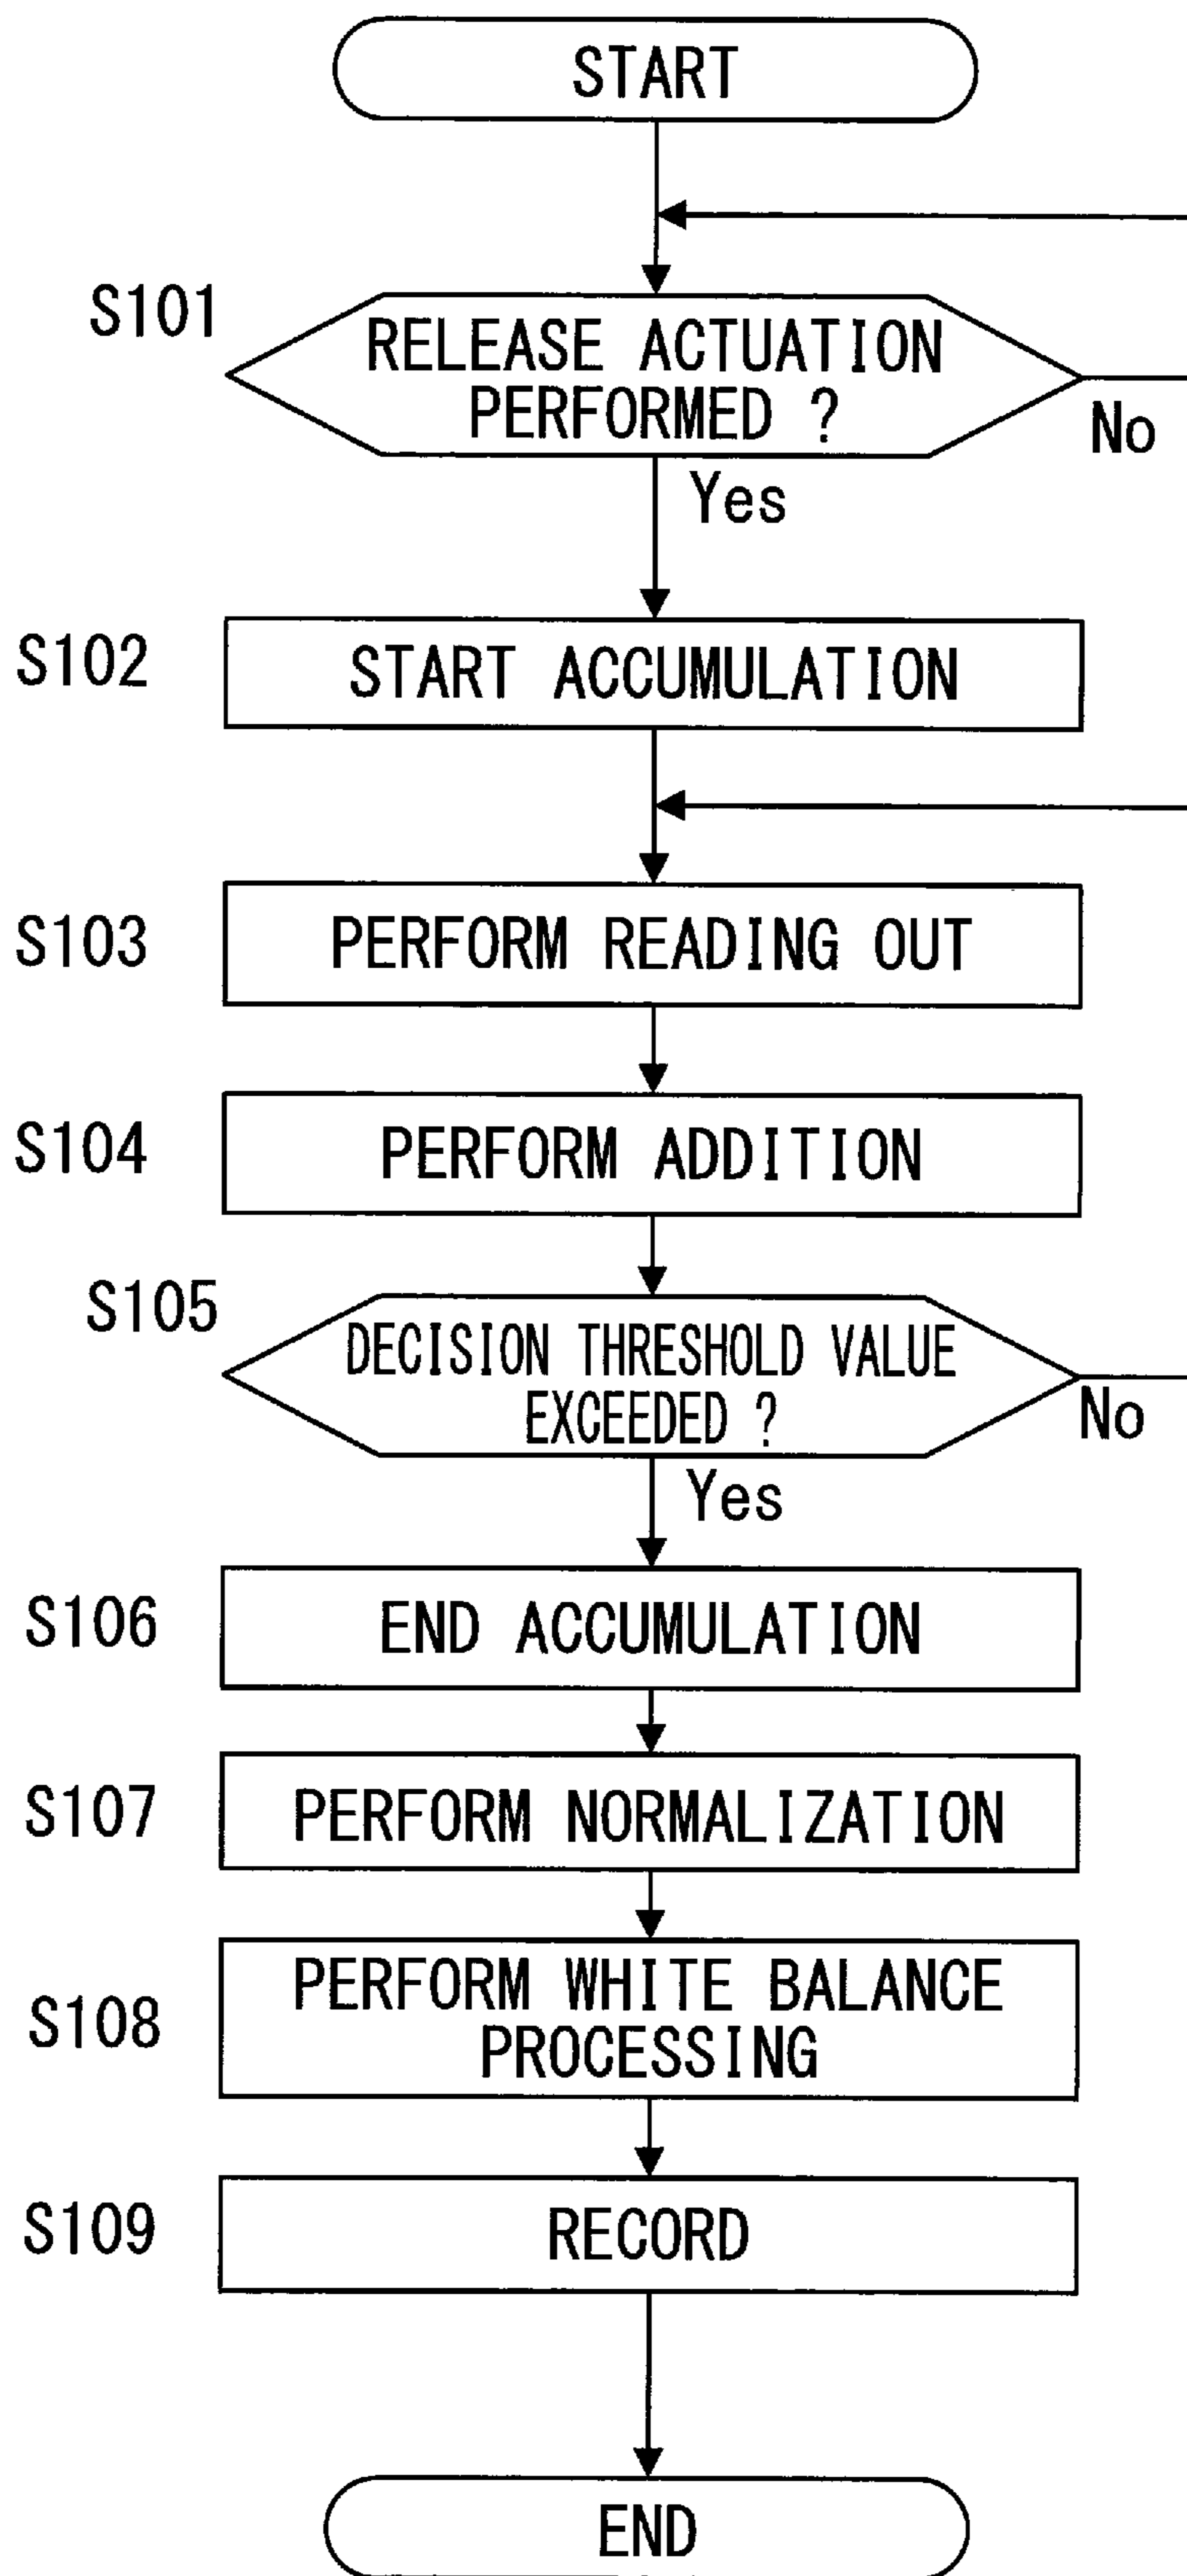 START
S101
RELEASE ACTUATION
PERFORMED ?
No
Yes
S102
START ACCUMULATION
S103
PERFORM READING OUT
S104
PERFORM ADDITION
S105
DECISION THRESHOLD VALUE
EXCEEDED ?
No
Yes
S106
END ACCUMULATION
S107
PERFORM NORMALIZATION
S108
PERFORM WHITE BALANCE
PROCESSING
S109
RECORD
END